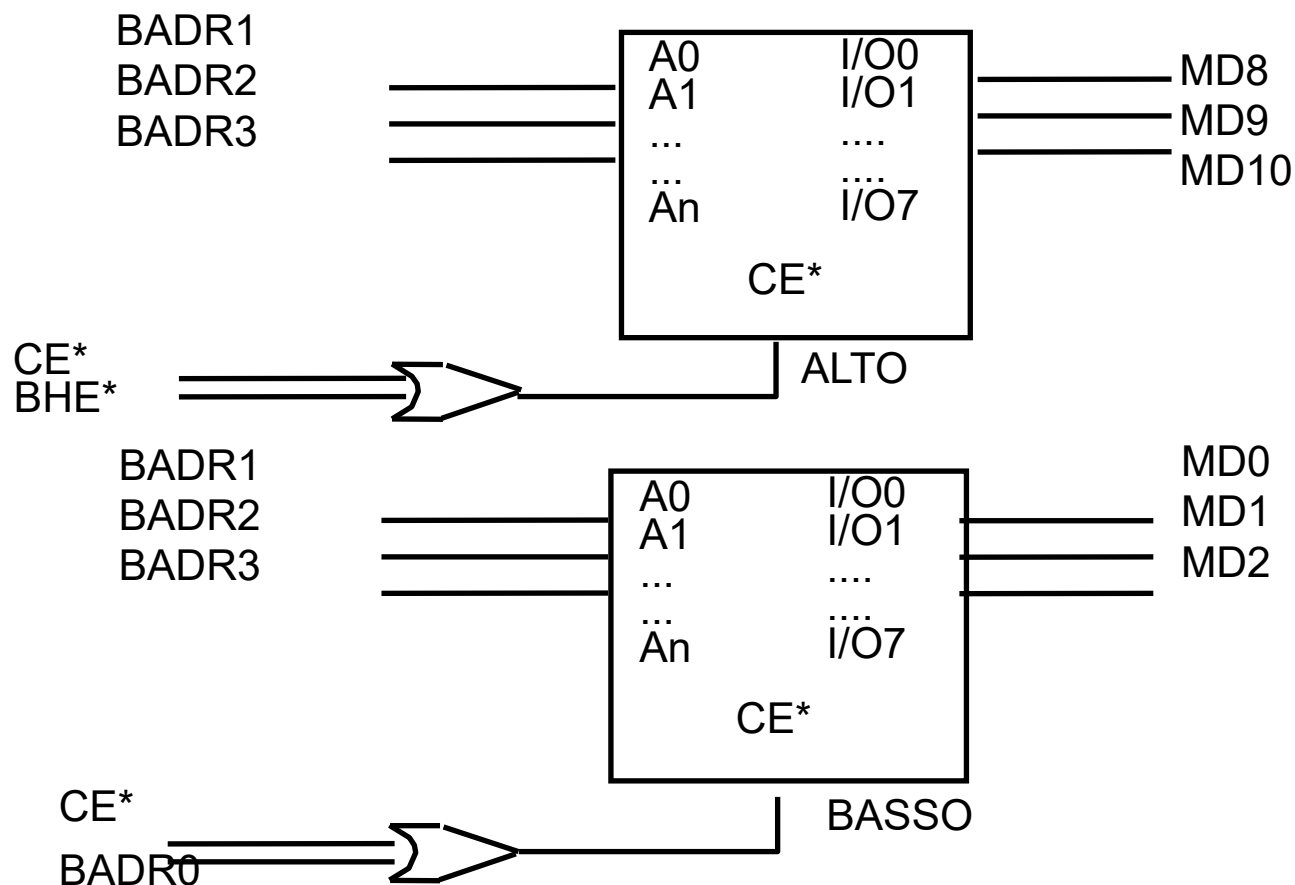 BADR1
BADR2
BADR3
A0 I/O0
A1 I/O1
... ....
... ....
An I/O7
CE*
MD8
MD9
MD10
CE*
BHE*
ALTO
BADR1
BADR2
BADR3
A0 I/O0
A1 I/O1
... ....
... ....
An I/O7
CE*
MD0
MD1
MD2
CE*
BADR0
BASSO